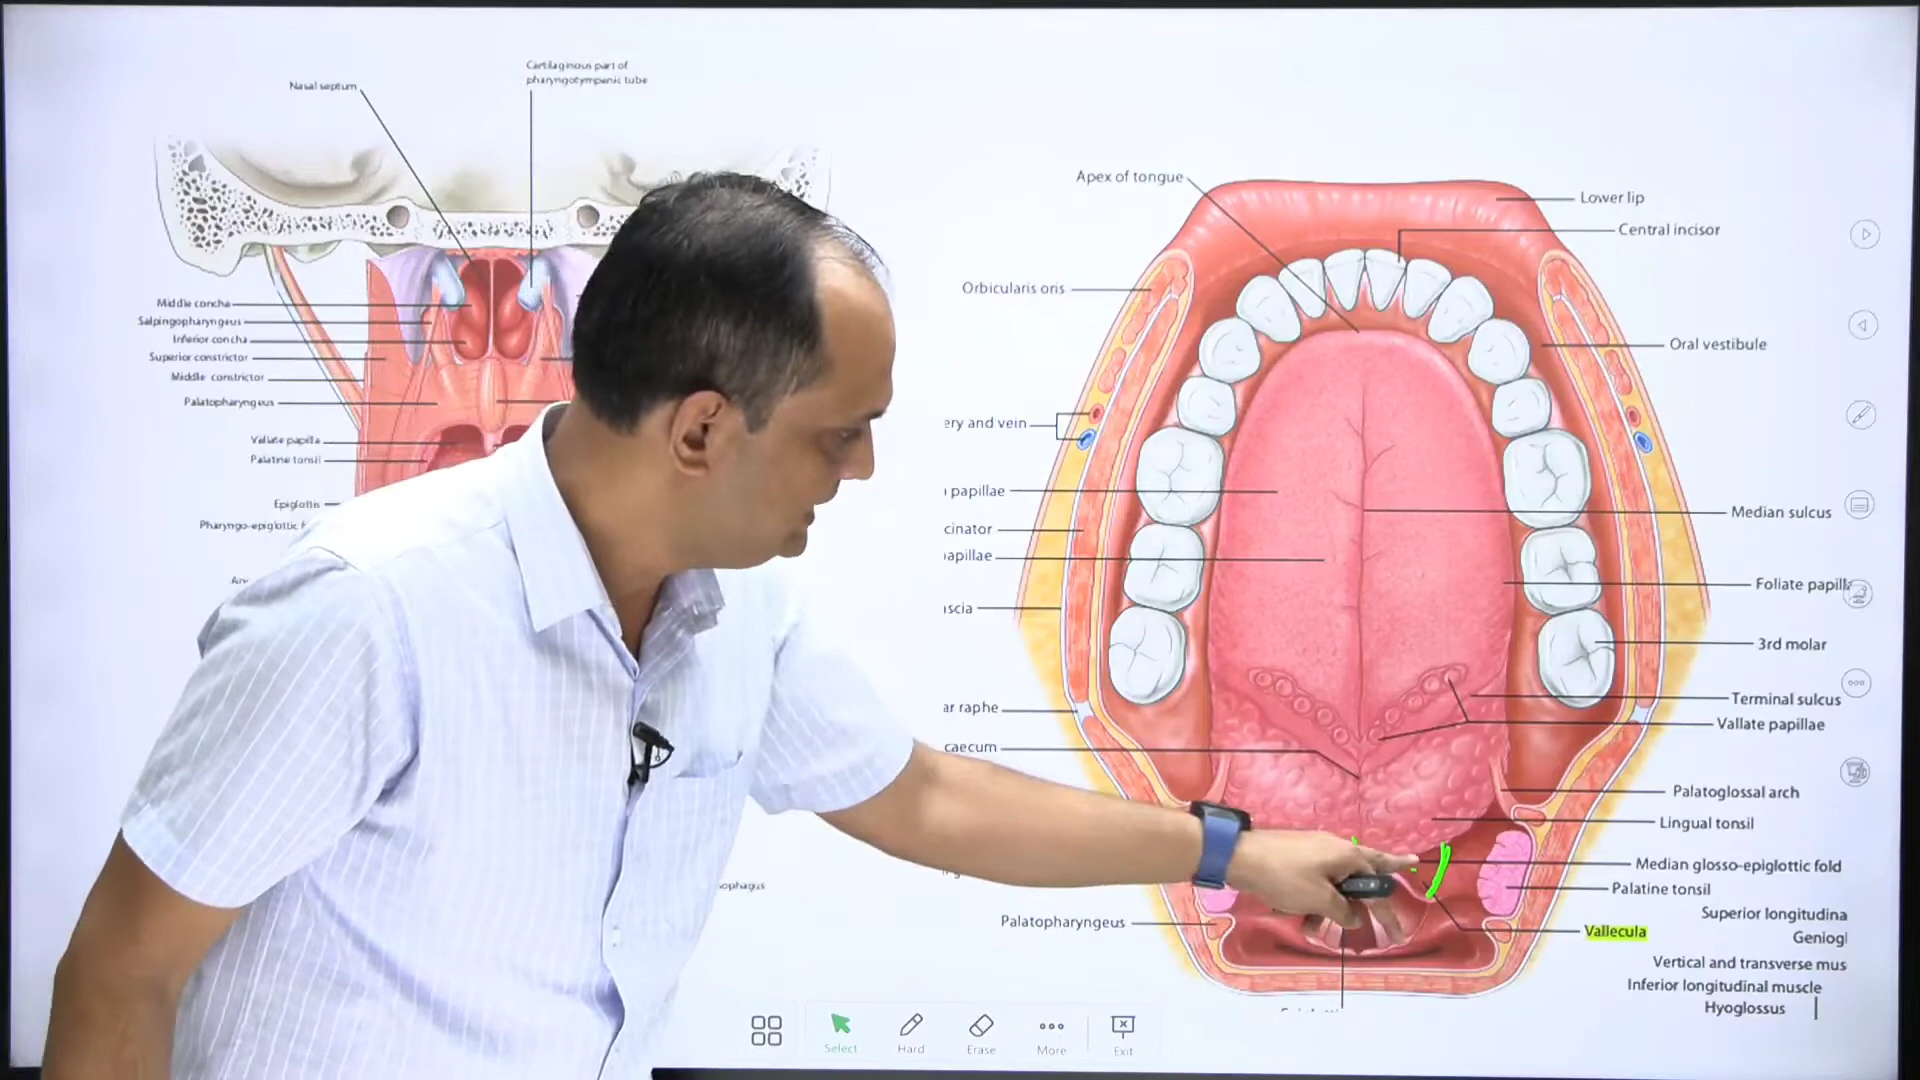 Cartilaginous part of
pharyngotympanic tube
Nasal septum
Middle concha
Salpingopharyngeus
Inferior concha
Superior constrictor
Middle constrictor
Palatopharyngeus
Vallate papilla
Palatine tonsil
Epiglottis
Pharyngo-epiglottic f
sophagus
Apex of tongue
Lower lip
Central incisor
Orbicularis oris
Oral vestibule
ery and vein
papillae
cinator
apillae
scia
Median sulcus
Foliate papill
3rd molar
ar raphe
Terminal sulcus
Vallate papillae
caecum
Palatoglossal arch
Lingual tonsil
Median glosso-epiglottic fold
Palatine tonsil
Palatopharyngeus
Vallecula
Superior longitudina
Geniogl
Vertical and transverse mus
Inferior longitudinal muscle
Hyoglossus
Select
Hard
Erase
More
Exit